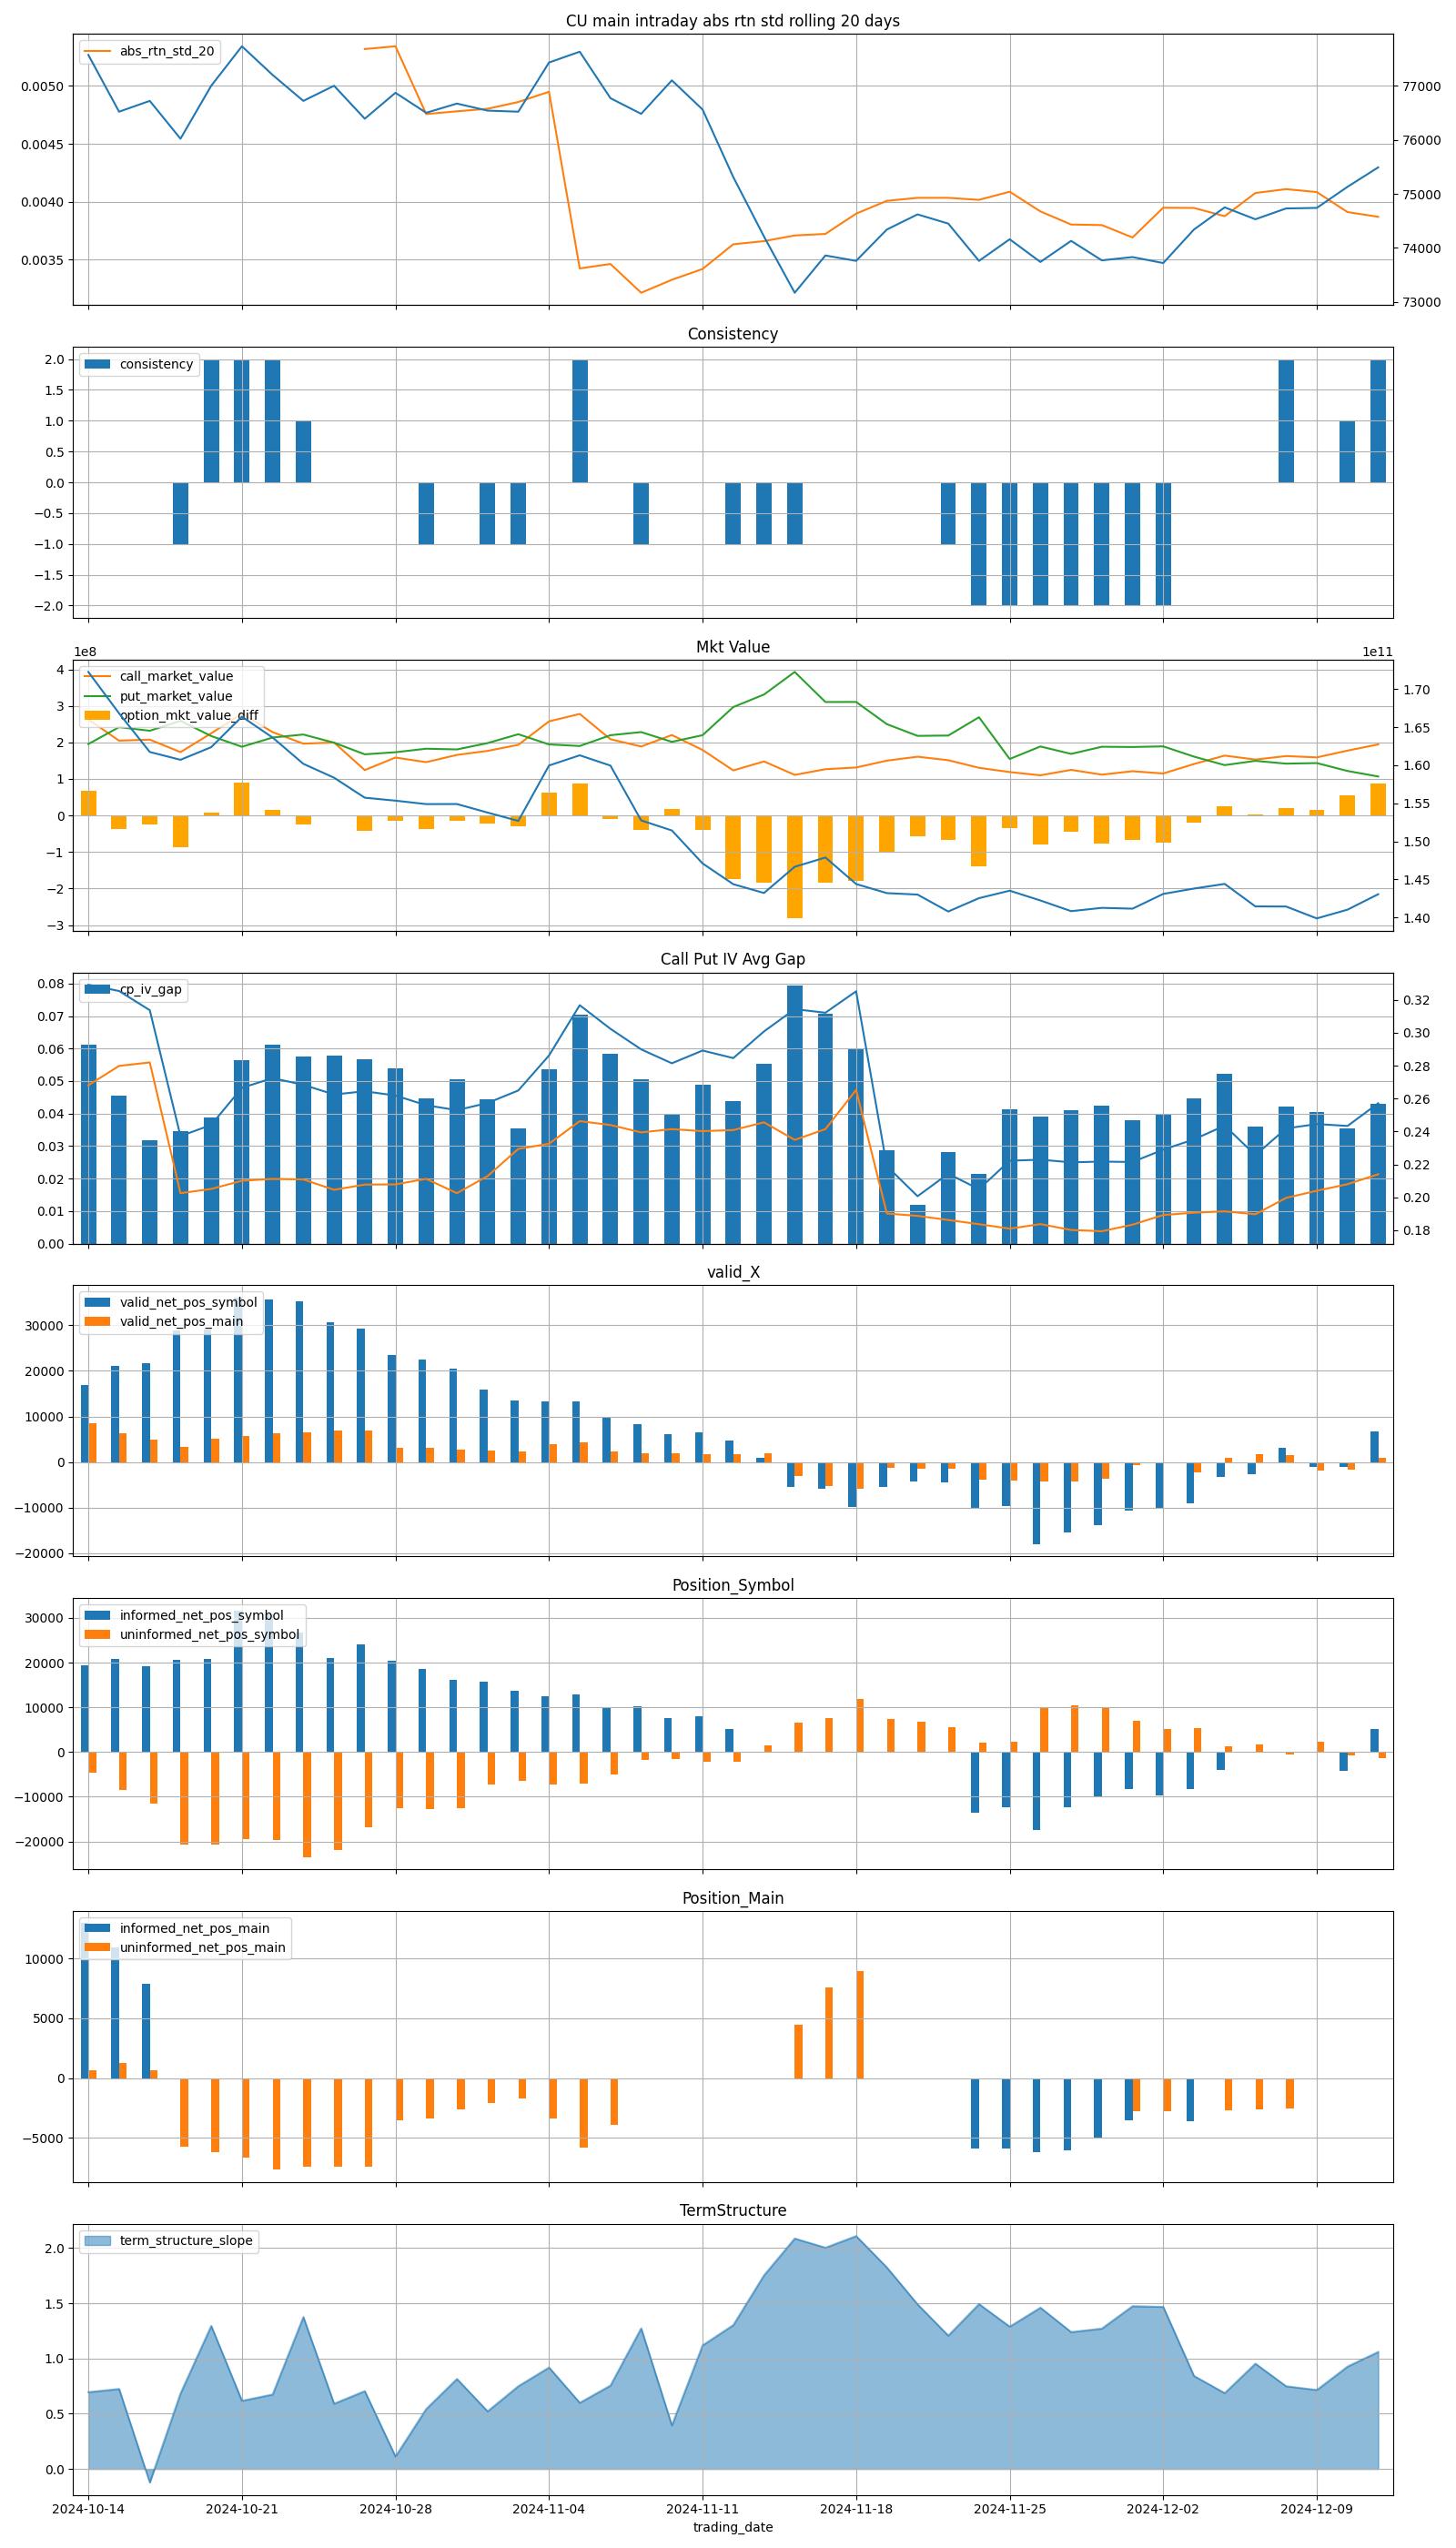 CU main intraday abs rtn std rolling 20 days
abs_rtn_std_20
0.0050
0.0045
0.0040
0.0035
77000
76000
75000
74000
73000
Consistency
consistency
2.0
1.5
1.0
0.5
0.0
−0.5
−1.0
−1.5
−2.0
Mkt Value
1e8
1e11
call_market_value
put_market_value
option_mkt_value_diff
4
3
2
1
0
−1
−2
−3
1.70
1.65
1.60
1.55
1.50
1.45
1.40
Call Put IV Avg Gap
cp_iv_gap
0.08
0.07
0.06
0.05
0.04
0.03
0.02
0.01
0.00
0.32
0.30
0.28
0.26
0.24
0.22
0.20
0.18
valid_X
valid_net_pos_symbol
valid_net_pos_main
30000
20000
10000
0
−10000
−20000
Position_Symbol
informed_net_pos_symbol
uninformed_net_pos_symbol
30000
20000
10000
0
−10000
−20000
Position_Main
informed_net_pos_main
uninformed_net_pos_main
10000
5000
0
−5000
TermStructure
term_structure_slope
2.0
1.5
1.0
0.5
0.0
2024-10-14 2024-10-21 2024-10-28 2024-11-04 2024-11-11 2024-11-18 2024-11-25 2024-12-02 2024-12-09
trading_date